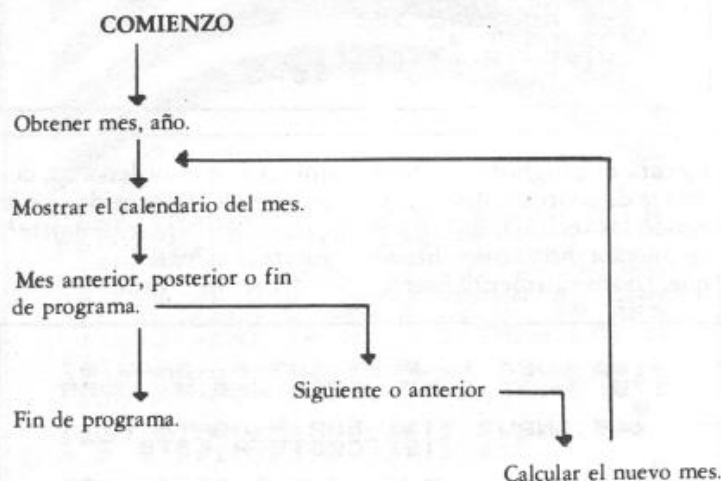 COMIENZO
Obtener mes, año.
Mostrar el calendario del mes.
Mes anterior, posterior o fin
de programa.
Siguiente o anterior
Fin de programa.
Calcular el nuevo mes.